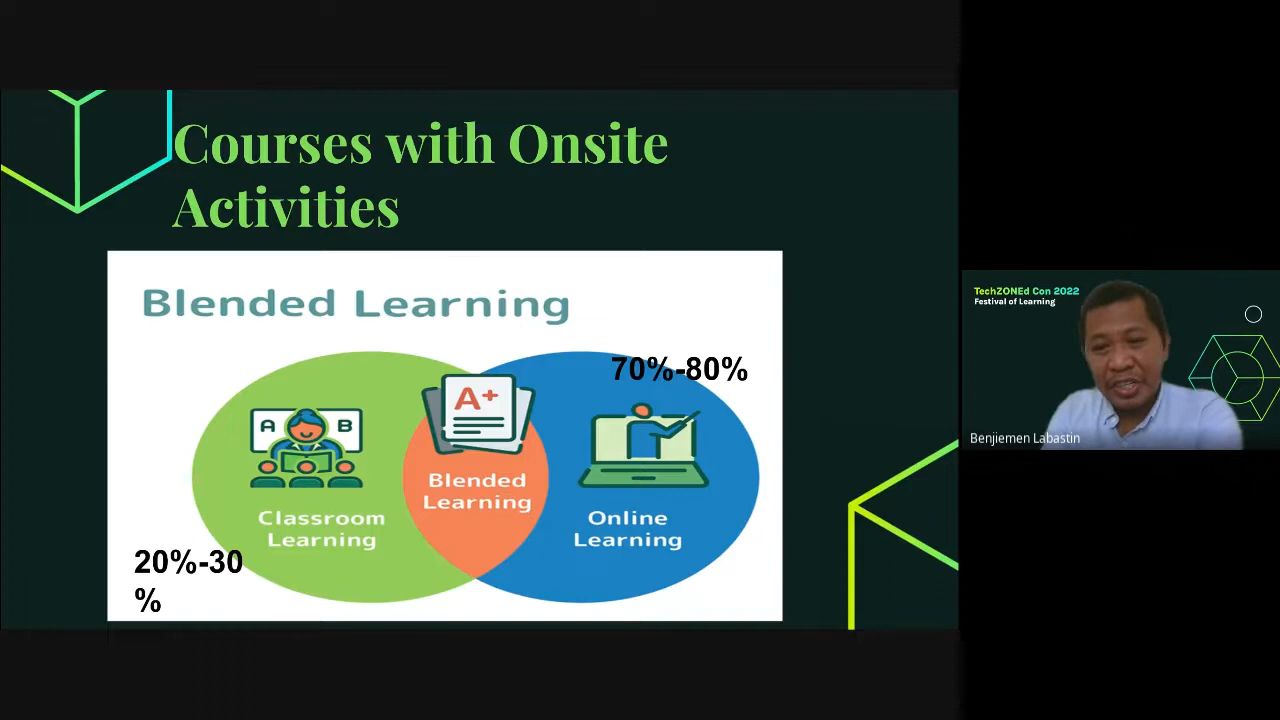 Courses with Onsite
Activities
Blended Learning
70%-80%
A+
A B
Blended
Learning
Classroom
Learning
Online
Learning
20%-30
%
TechZONEd Con 2022
Festival of Learning
Benjiemen Labastin